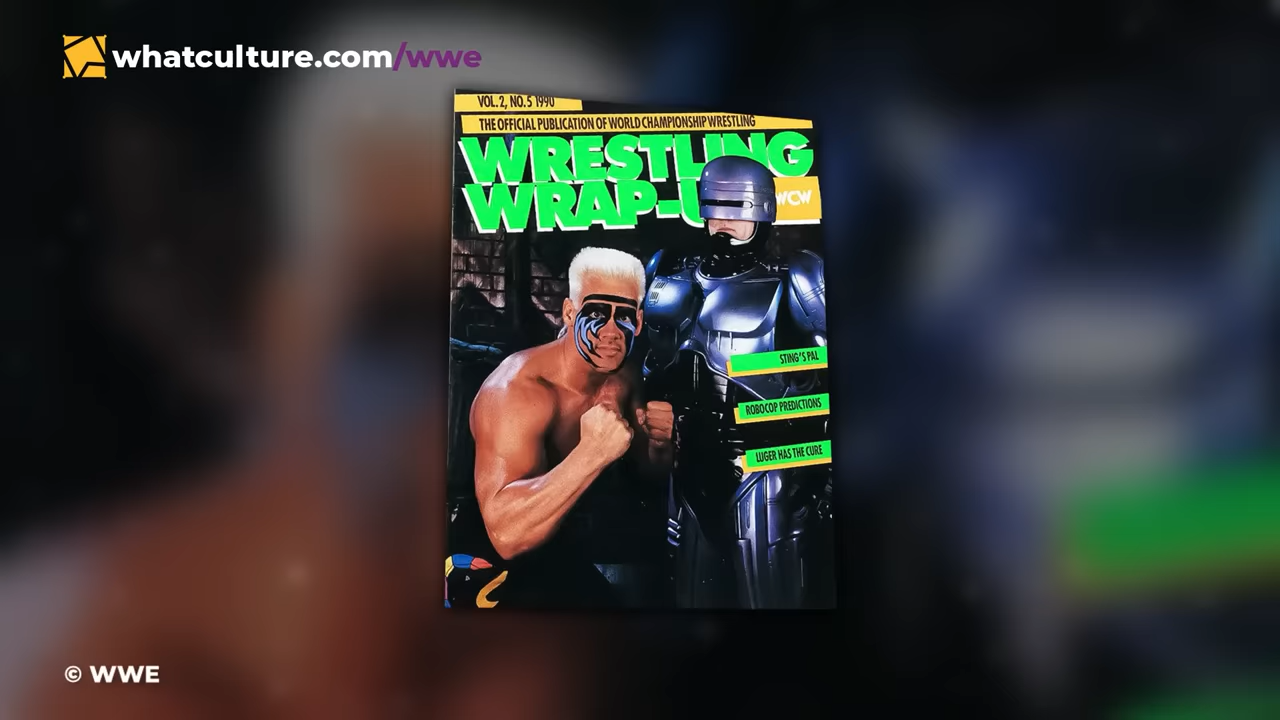 whatculture.com/wwe
VOL. 2, NO. 5 1990
THE OFFICIAL PUBLICATION OF WORLD CHAMPIONSHIP WRESTLING
WRESTLING
WRAP-U
WCW
STING'S PAL
ROBOCOP PREDICTIONS
LUGER HAS THE CURE
© WWE